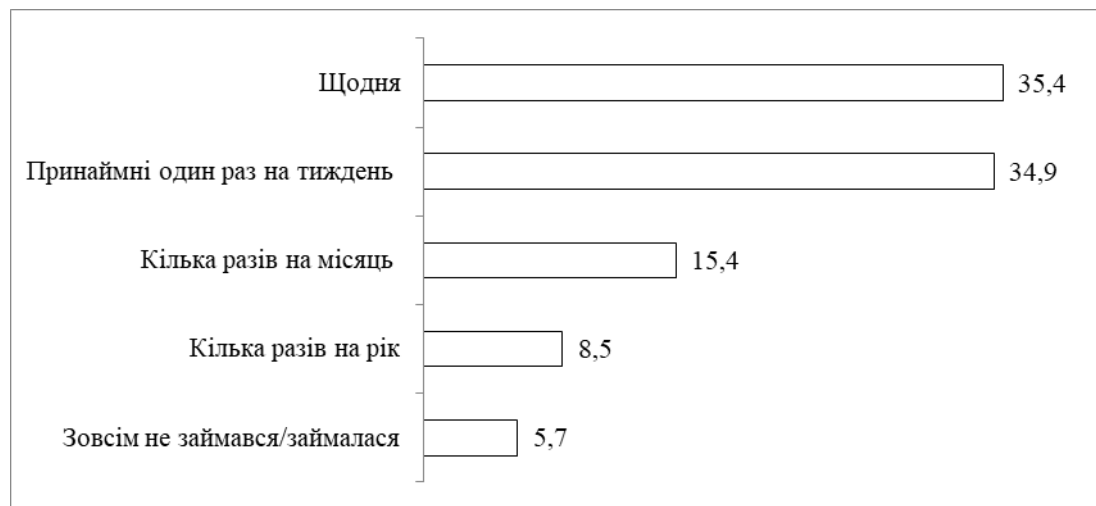 Щодня 35,4
Принаймні один раз на тиждень 34,9
Кілька разів на місяць 15,4
Кілька разів на рік 8,5
Зовсім не займався/займалася 5,7